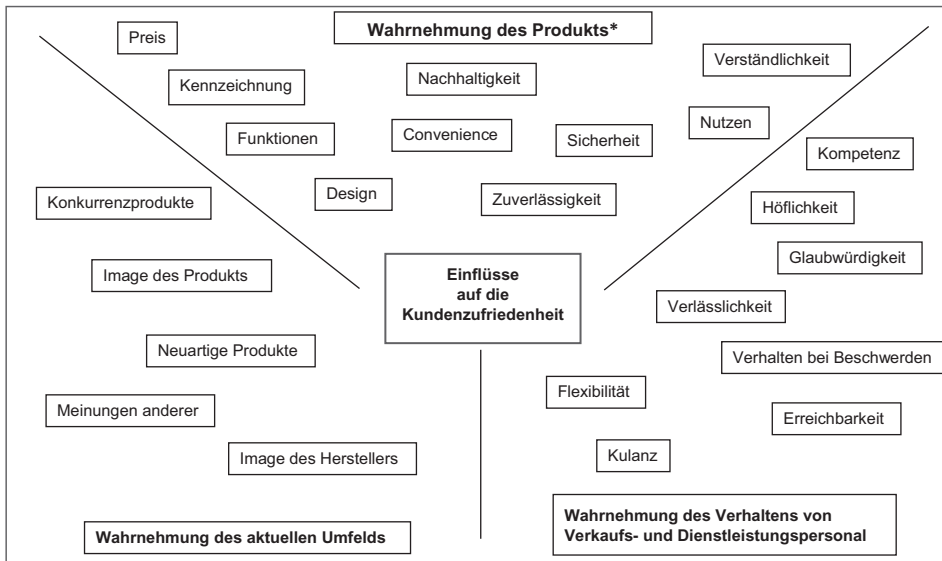 Wahrnehmung des Produkts*
Preis
Kennzeichnung
Nachhaltigkeit
Verständlichkeit
Funktionen
Convenience
Sicherheit
Nutzen
Design
Zuverlässigkeit
Kompetenz
Höflichkeit
Glaubwürdigkeit
Verlässlichkeit
Verhalten bei Beschwerden
Flexibilität
Erreichbarkeit
Kulanz
Wahrnehmung des Verhaltens von
Verkaufs- und Dienstleistungspersonal
Konkurrenzprodukte
Image des Produkts
Neuartige Produkte
Meinungen anderer
Image des Herstellers
Wahrnehmung des aktuellen Umfelds
Einflüsse
auf die
Kundenzufriedenheit